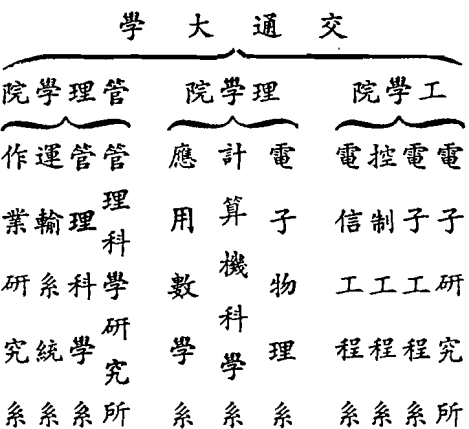 交通大學
工學院
電子研究所
電子工程系
控制工程系
電信工程系
理學院
電子物理系
計算機科學系
應用數學系
管理學院
管理科學研究所
管理科學系
運輸系統系
作業研究系